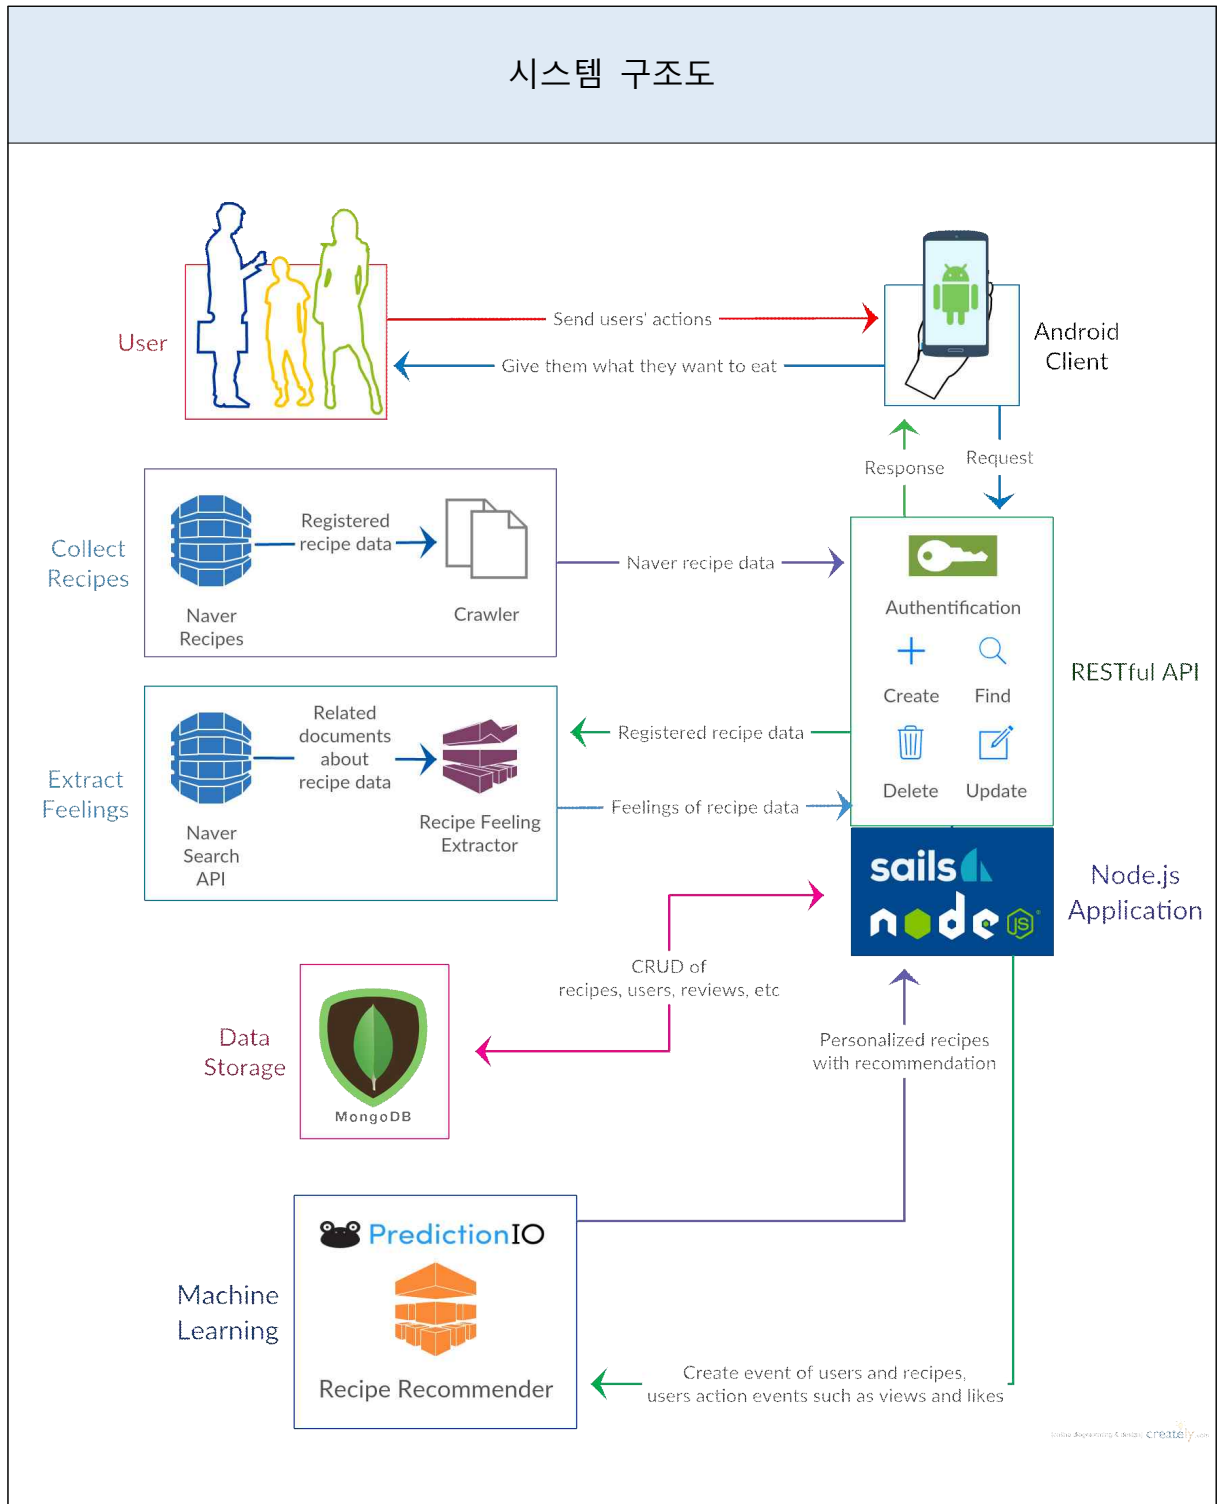 시스템 구조도
User
Send users' actions
Give them what they want to eat
Android
Client
Response
Request
Collect
Recipes
Registered
recipe data
Naver
Recipes
Crawler
Naver recipe data
Authentification
Create
Find
Delete
Update
RESTful API
Extract
Feelings
Related
documents
about
recipe data
Naver
Search
API
Recipe Feeling
Extractor
Registered recipe data
Feelings of recipe data
sails
node
JS
Node.js
Application
CRUD of
recipes, users, reviews, etc
Data
Storage
MongoDB
Personalized recipes
with recommendation
Machine
Learning
PredictionIO
Recipe Recommender
Create event of users and recipes,
users action events such as views and likes
creately.com